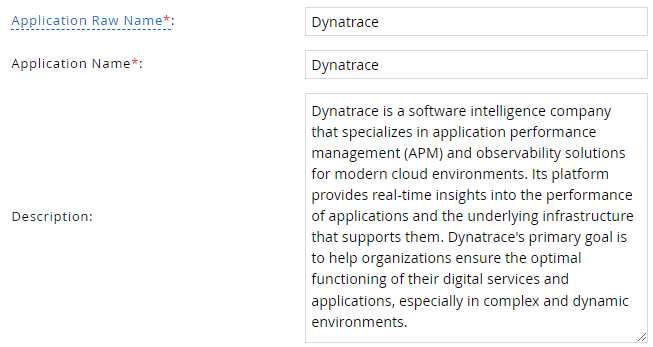 Application Raw Name*: Dynatrace
Application Name*: Dynatrace
Description:
Dynatrace is a software intelligence company
that specializes in application performance
management (APM) and observability solutions
for modern cloud environments. Its platform
provides real-time insights into the performance
of applications and the underlying infrastructure
that supports them. Dynatrace's primary goal is
to help organizations ensure the optimal
functioning of their digital services and
applications, especially in complex and dynamic
environments.